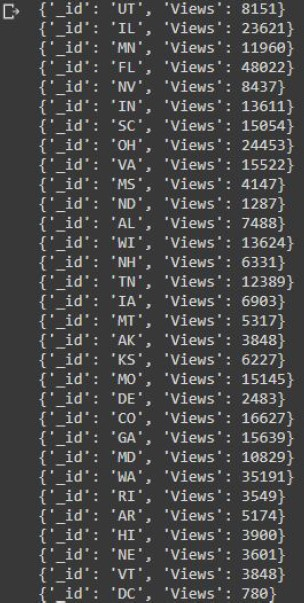 {'_id': 'UT', 'Views': 8151}
{'_id': 'IL', 'Views': 23621}
{'_id': 'MN', 'Views': 11960}
{'_id': 'FL', 'Views': 48022}
{'_id': 'NV', 'Views': 8437}
{'_id': 'IN', 'Views': 13611}
{'_id': 'SC', 'Views': 15054}
{'_id': 'OH', 'Views': 24453}
{'_id': 'VA', 'Views': 15522}
{'_id': 'MS', 'Views': 4147}
{'_id': 'ND', 'Views': 1287}
{'_id': 'AL', 'Views': 7488}
{'_id': 'WI', 'Views': 13624}
{'_id': 'NH', 'Views': 6331}
{'_id': 'TN', 'Views': 12389}
{'_id': 'IA', 'Views': 6903}
{'_id': 'MT', 'Views': 5317}
{'_id': 'AK', 'Views': 3848}
{'_id': 'KS', 'Views': 6227}
{'_id': 'MO', 'Views': 15145}
{'_id': 'DE', 'Views': 2483}
{'_id': 'CO', 'Views': 16627}
{'_id': 'GA', 'Views': 15639}
{'_id': 'MD', 'Views': 10829}
{'_id': 'WA', 'Views': 35191}
{'_id': 'RI', 'Views': 3549}
{'_id': 'AR', 'Views': 5174}
{'_id': 'HI', 'Views': 3900}
{'_id': 'NE', 'Views': 3601}
{'_id': 'VT', 'Views': 3848}
{'_id': 'DC', 'Views': 780}